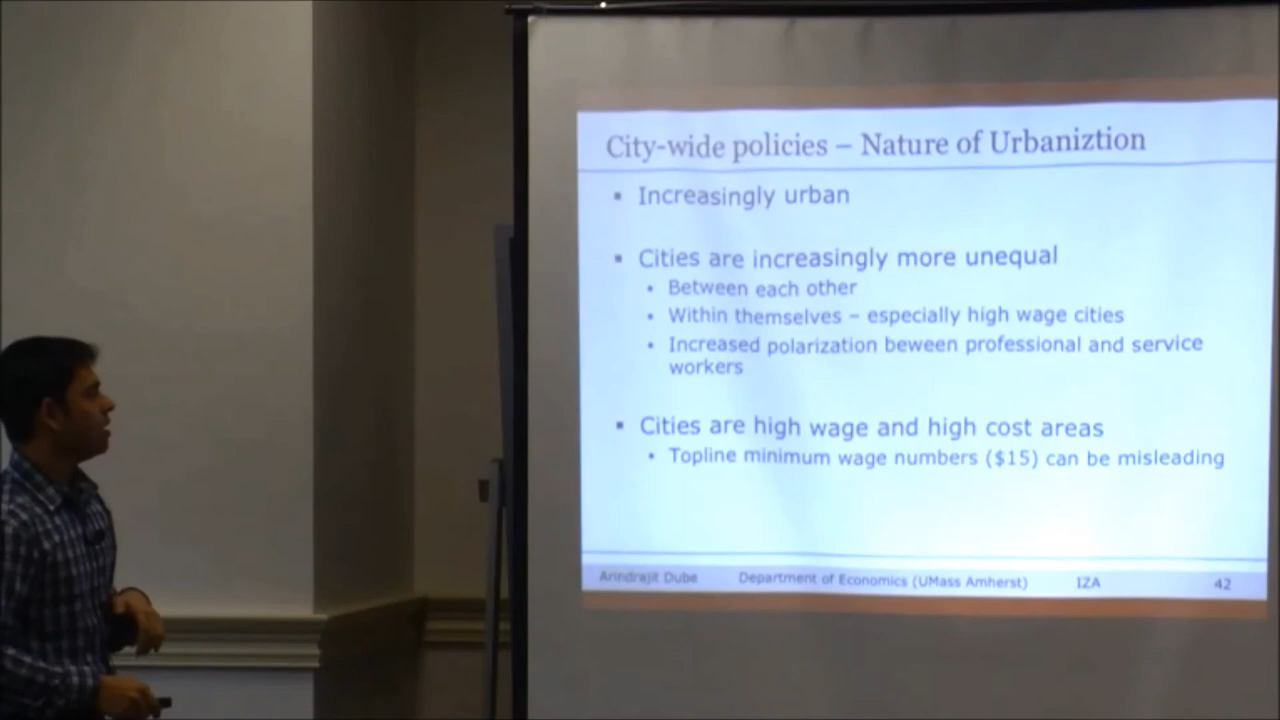 City-wide policies – Nature of Urbaniztion
▪ Increasingly urban
▪ Cities are increasingly more unequal
• Between each other
• Within themselves – especially high wage cities
• Increased polarization beween professional and service
workers
▪ Cities are high wage and high cost areas
• Topline minimum wage numbers ($15) can be misleading
Arindrajit Dube Department of Economics (UMass Amherst) IZA 42